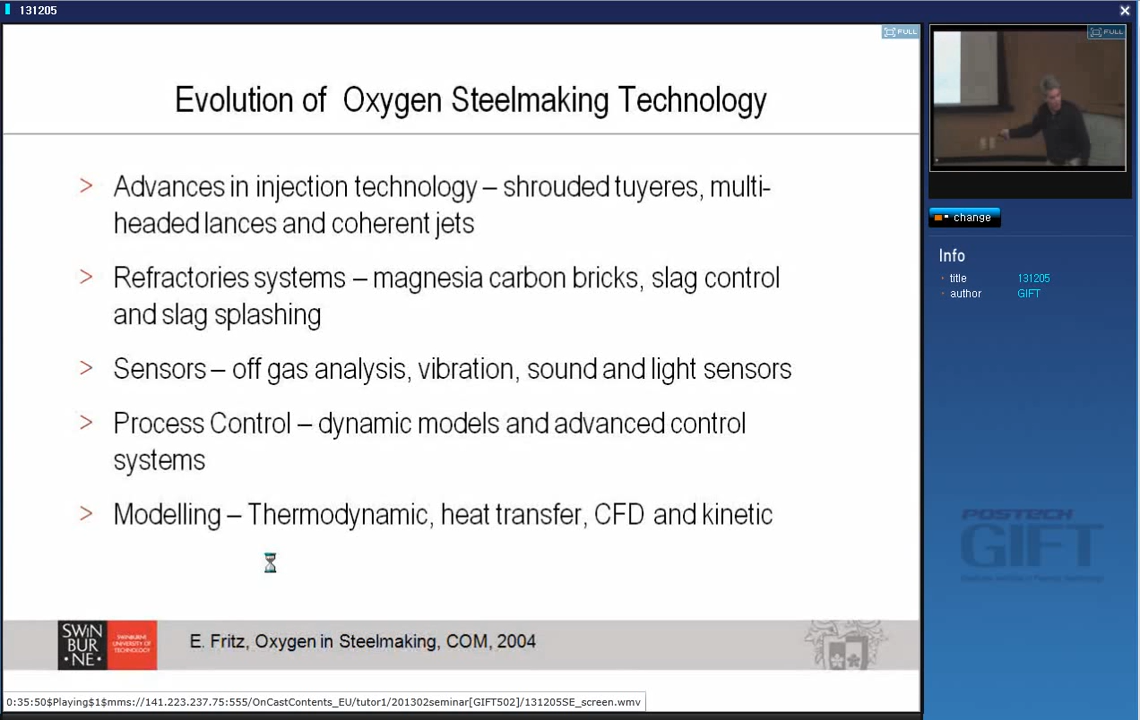 131205
FULL
Evolution of Oxygen Steelmaking Technology
> Advances in injection technology – shrouded tuyeres, multi-
headed lances and coherent jets
> Refractories systems – magnesia carbon bricks, slag control
and slag splashing
> Sensors – off gas analysis, vibration, sound and light sensors
> Process Control – dynamic models and advanced control
systems
> Modelling – Thermodynamic, heat transfer, CFD and kinetic
SWIN
BUR
•NE•
SWINBURNE
UNIVERSITY OF
TECHNOLOGY
E. Fritz, Oxygen in Steelmaking, COM, 2004
0:35:50$Playing$1$mms://141.223.237.75:555/OnCastContents_EU/tutor1/201302seminar[GIFT502]/131205SE_screen.wmv
FULL
change
Info
title 131205
author GIFT
POSTECH
GIFT